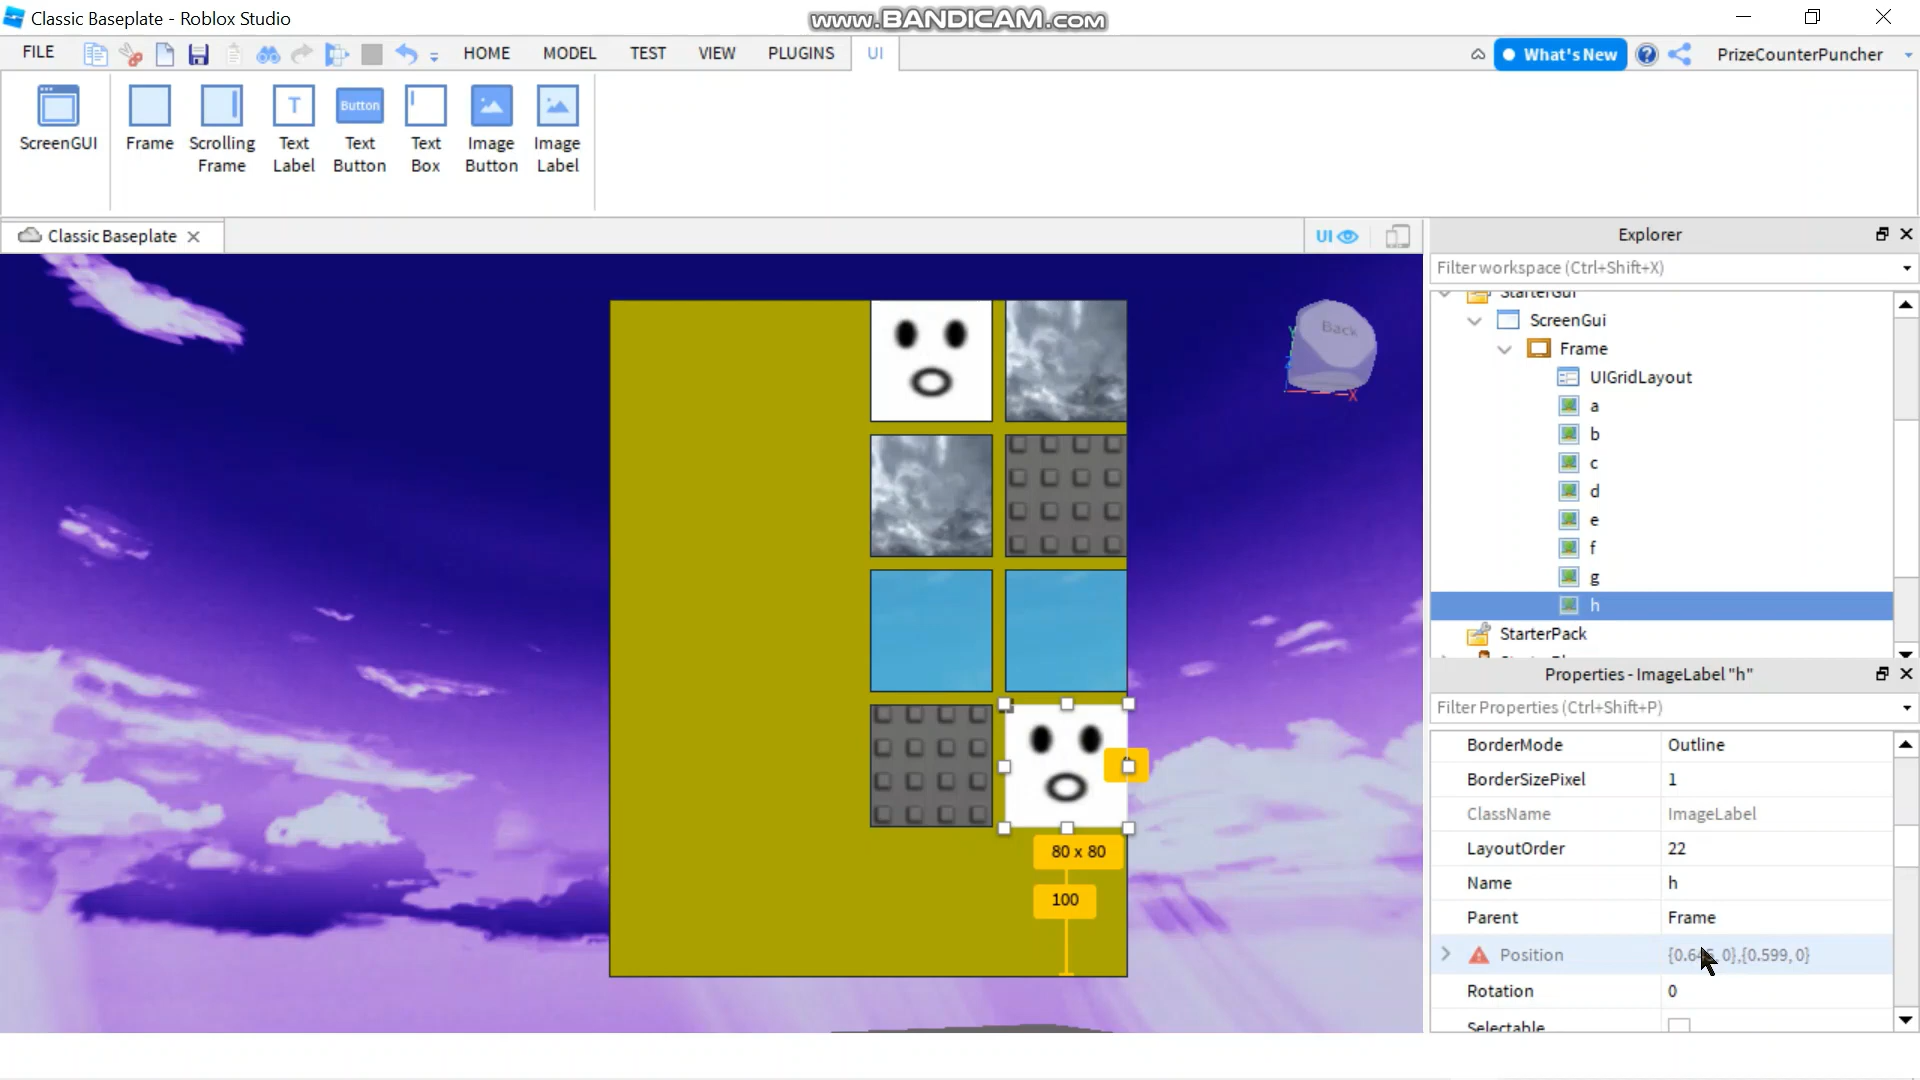 Classic Baseplate - Roblox Studio
www.BANDICAM.com
FILE
HOME
MODEL
TEST
VIEW
PLUGINS
UI
What's New
PrizeCounterPuncher
ScreenGUI
Frame
Scrolling
Frame
T
Text
Label
Button
Text
Button
Text
Box
Image
Button
Image
Label
Classic Baseplate
UI
Explorer
Filter workspace (Ctrl+Shift+X)
StarterGui
ScreenGui
Frame
UIGridLayout
a
b
c
d
e
f
g
h
StarterPack
Back
Y
X
80 x 80
100
Properties - ImageLabel "h"
Filter Properties (Ctrl+Shift+P)
BorderMode Outline
BorderSizePixel 1
ClassName ImageLabel
LayoutOrder 22
Name h
Parent Frame
Position 0},{0.599, 0}
Rotation 0
Selectable